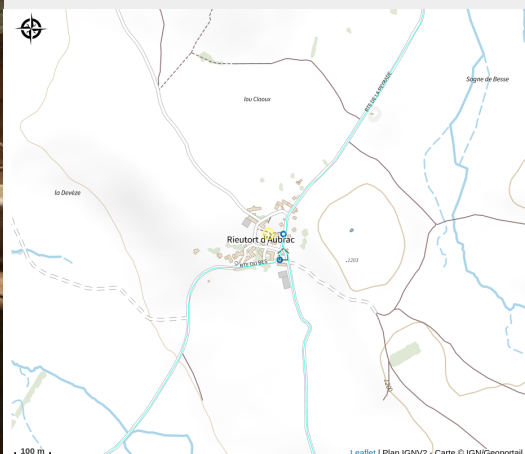 RTE DE LA PEYRADE
Sagne de Besse
lou Claoux
la Devèze
Rieutort d'Aubrac
1203
RTE DU BES
100 m
Leaflet | Plan IGNV2 - Carte © IGN/Geoportail